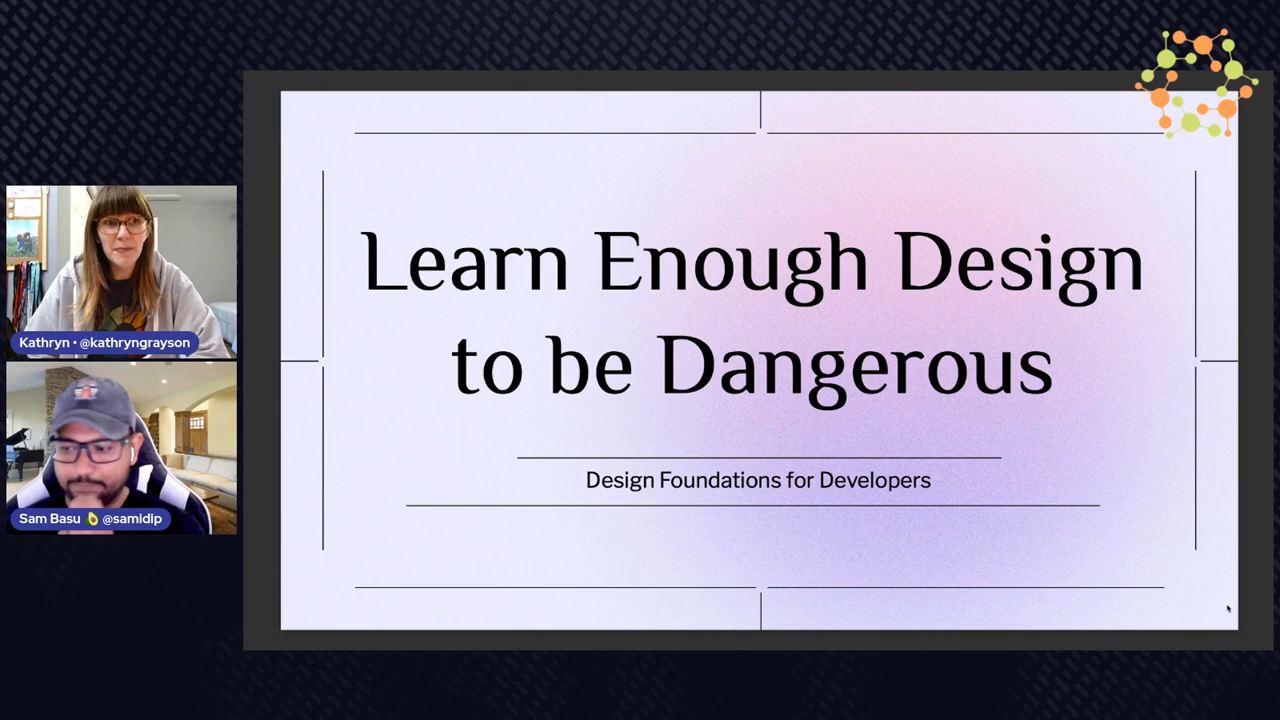 Learn Enough Design
to be Dangerous
Design Foundations for Developers
Kathryn • @kathryngrayson
Sam Basu 🥑 @samidip